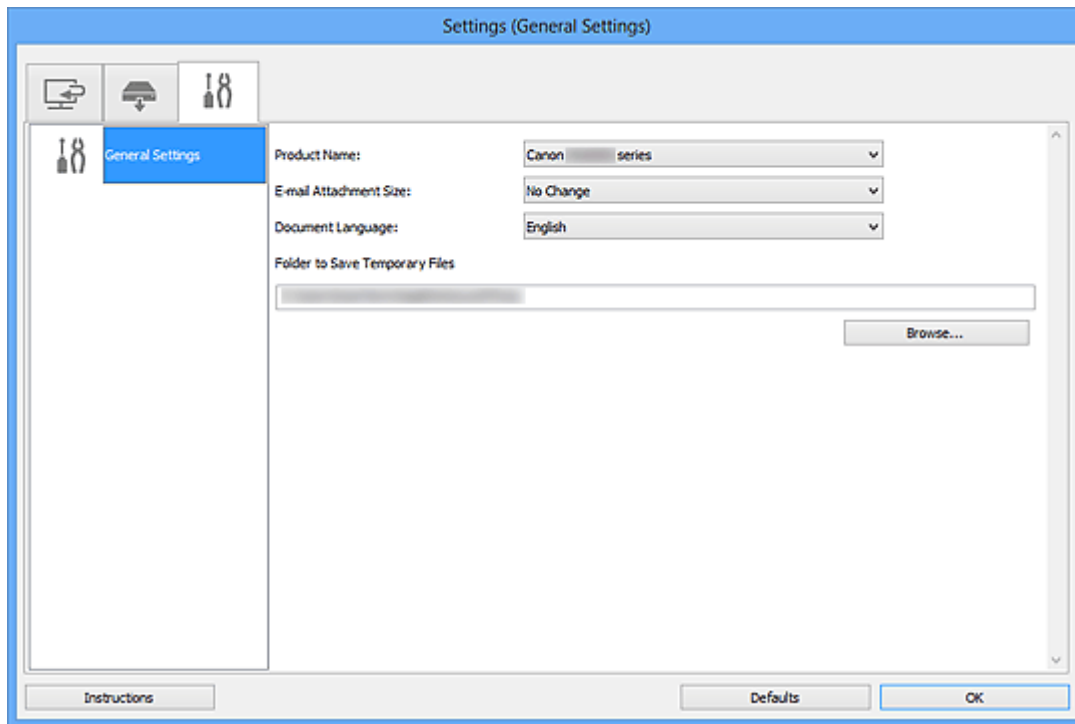 Settings (General Settings)
General Settings
Product Name:
Canon series
E-mail Attachment Size:
No Change
Document Language:
English
Folder to Save Temporary Files
Browse...
Instructions
Defaults
OK